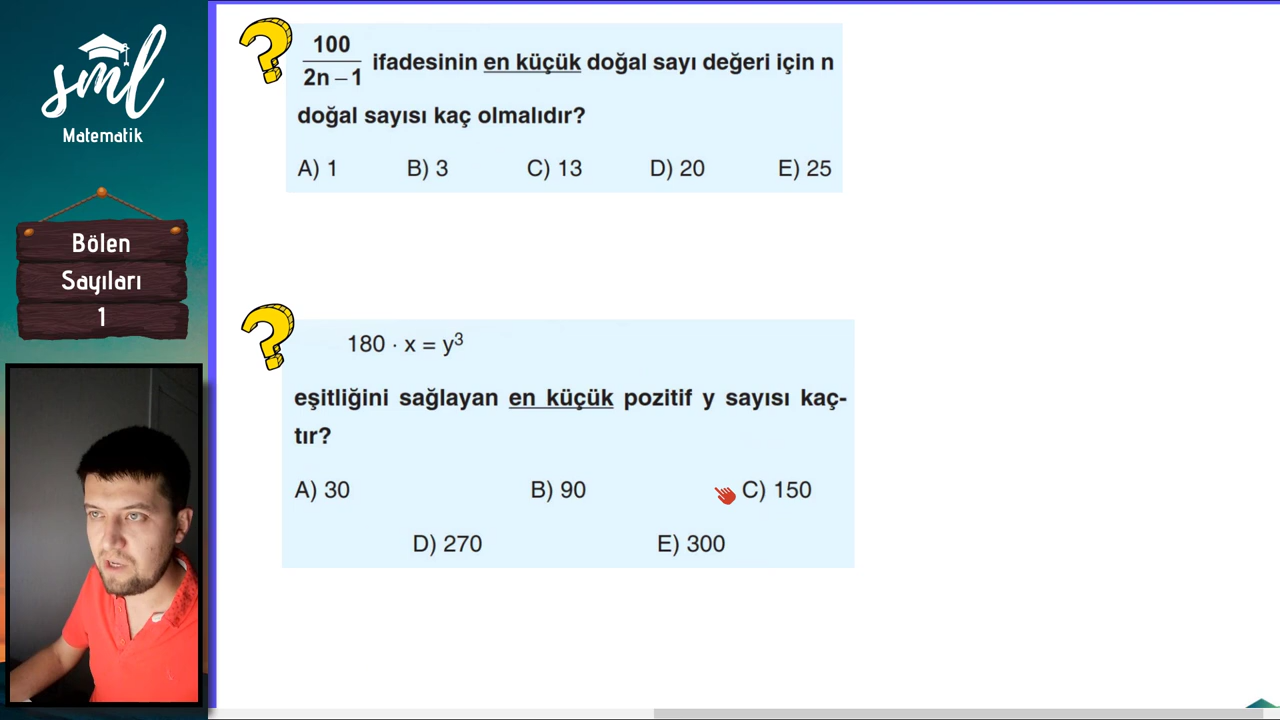 sml
Matematik
Bölen
Sayıları
1
100
2n – 1
ifadesinin en küçük doğal sayı değeri için n
doğal sayısı kaç olmalıdır?
A) 1 B) 3 C) 13 D) 20 E) 25
180 · x = y³
eşitliğini sağlayan en küçük pozitif y sayısı kaç-
tır?
A) 30 B) 90 C) 150
D) 270 E) 300